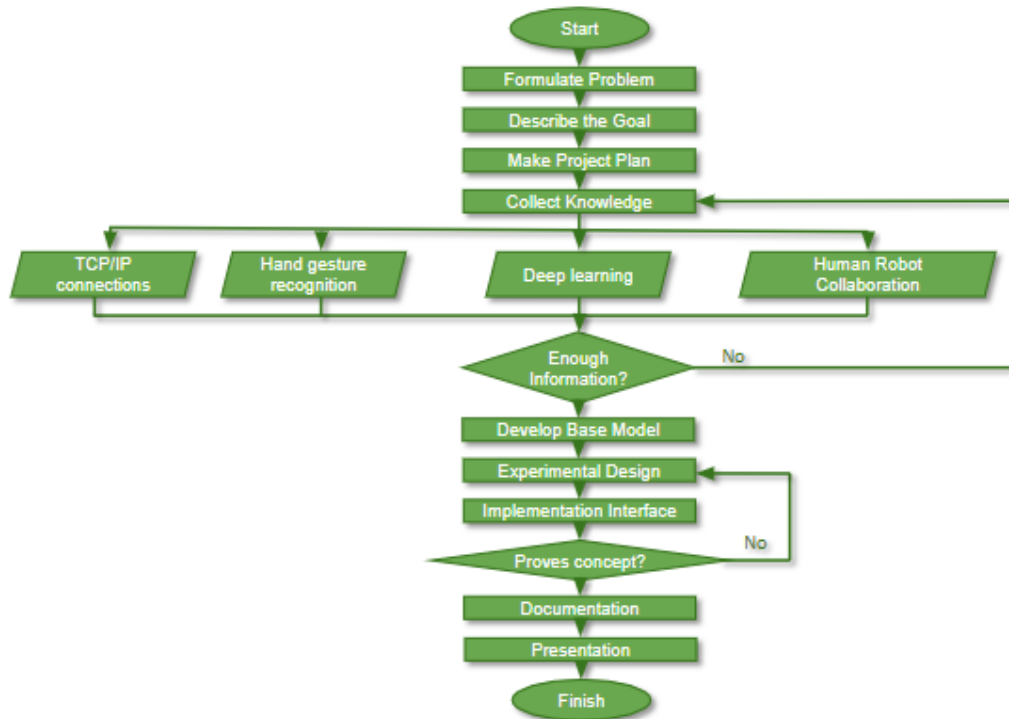 Start
Formulate Problem
Describe the Goal
Make Project Plan
Collect Knowledge
TCP/IP
connections
Hand gesture
recognition
Deep learning
Human Robot
Collaboration
Enough
Information?
No
Develop Base Model
Experimental Design
Implementation Interface
Proves concept?
No
Documentation
Presentation
Finish